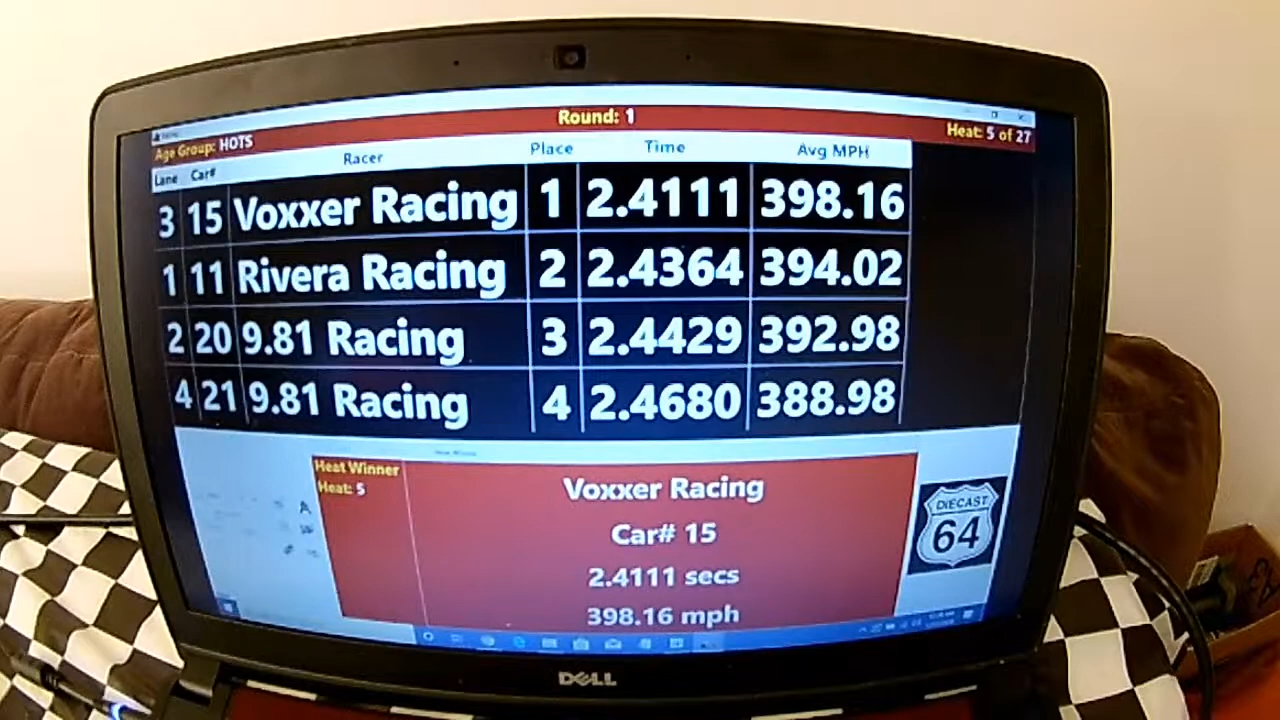 Round: 1
Age Group: HOTS
Heat: 5 of 27
Lane Car# Racer Place Time Avg MPH
3 15 Voxxer Racing 1 2.4111 398.16
1 11 Rivera Racing 2 2.4364 394.02
2 20 9.81 Racing 3 2.4429 392.98
4 21 9.81 Racing 4 2.4680 388.98
Heat Winner
Heat: 5
Voxxer Racing
Car# 15
2.4111 secs
398.16 mph
DIECAST
64
DELL